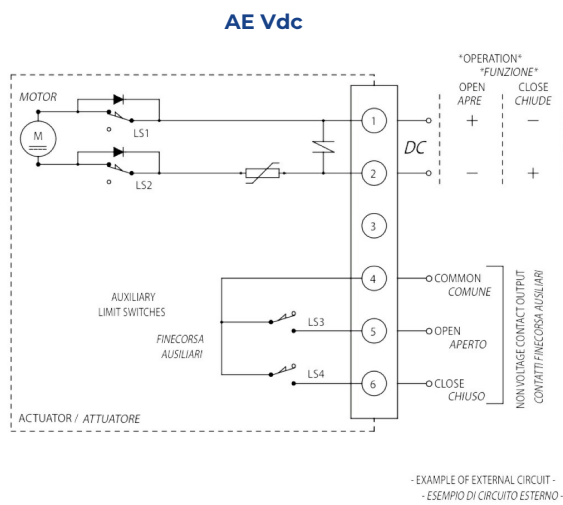 AE Vdc
*OPERATION*
*FUNZIONE*
OPEN CLOSE
APRE CHIUDE
MOTOR
M
LS1
1
DC
+ −
LS2
2
− +
3
4
COMMON
COMUNE
AUXILIARY
LIMIT SWITCHES
FINECORSA
AUSILIARI
LS3
5
OPEN
APERTO
LS4
6
CLOSE
CHIUSO
NON VOLTAGE CONTACT OUTPUT
CONTATTI FINECORSA AUSILIARI
ACTUATOR / ATTUATORE
- EXAMPLE OF EXTERNAL CIRCUIT -
- ESEMPIO DI CIRCUITO ESTERNO -